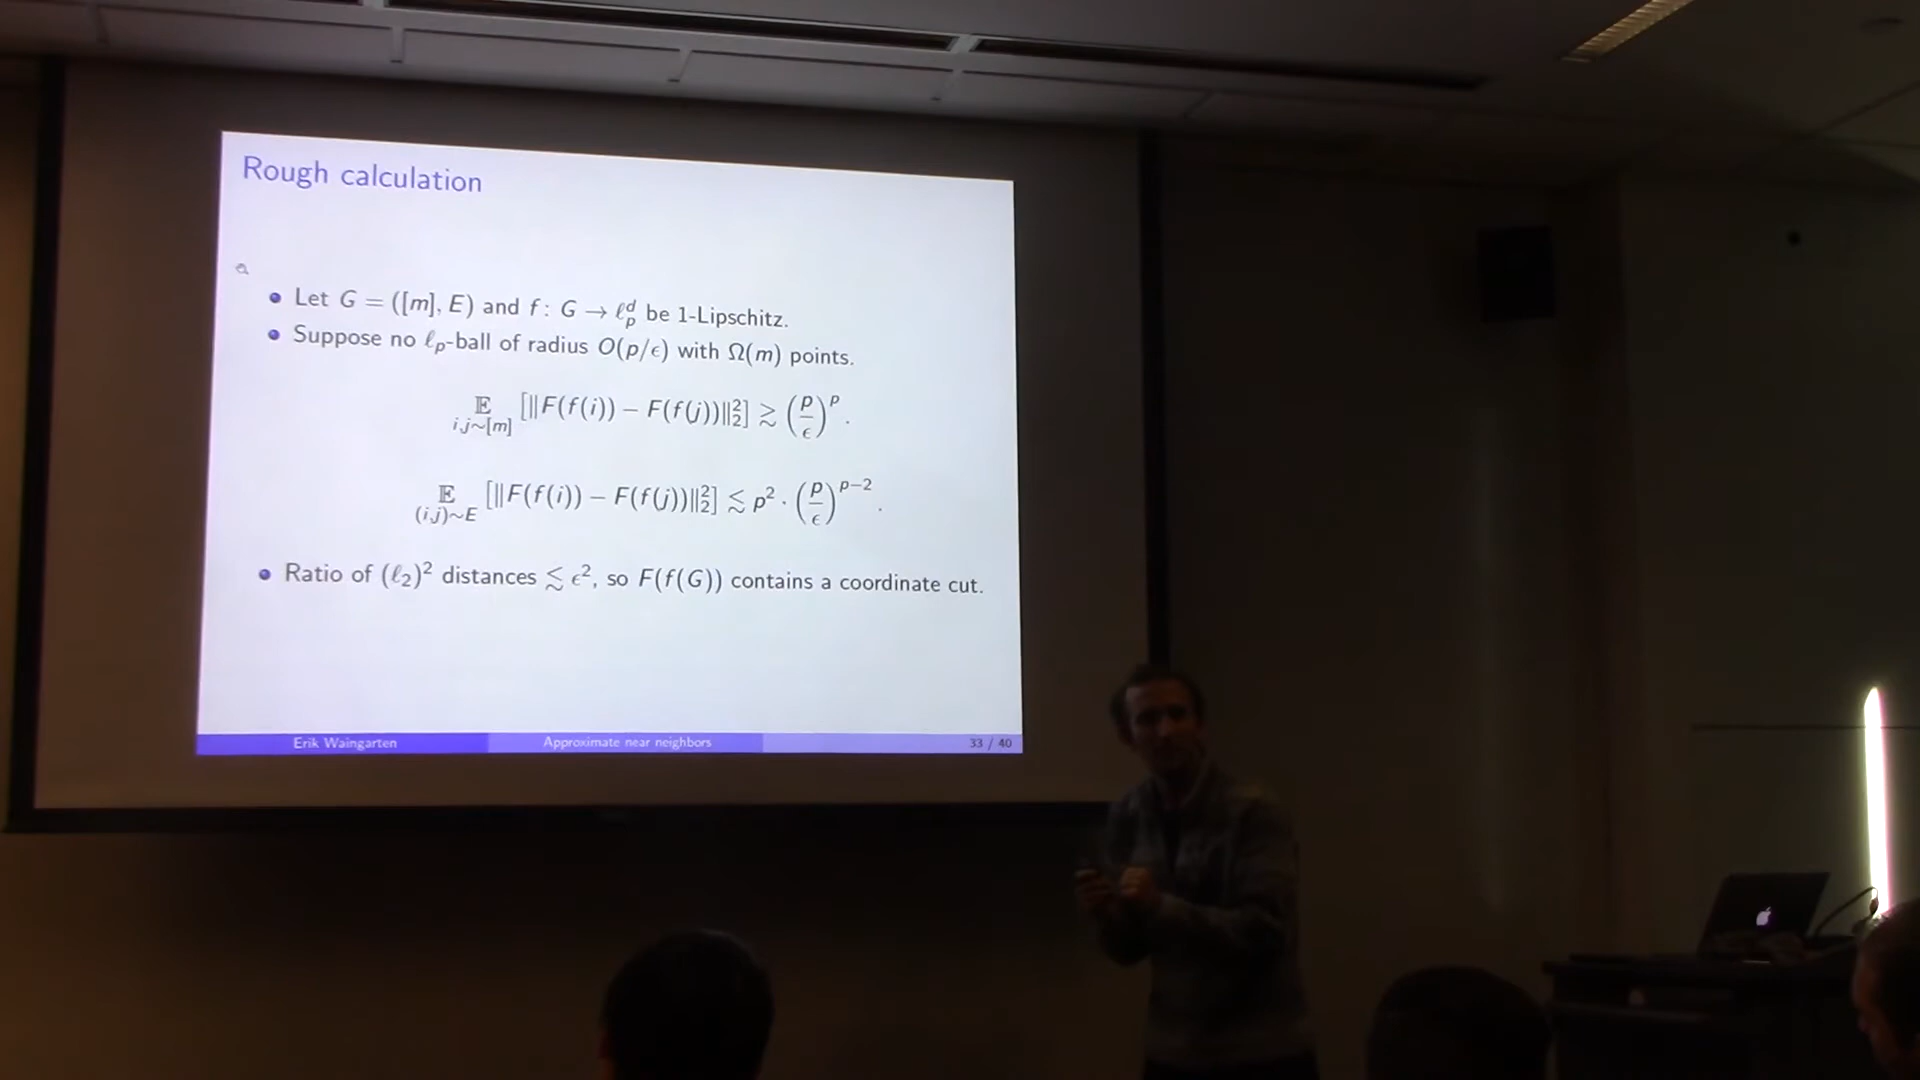 Rough calculation
Let G = ([m], E) and f: G → ℓ_p^d be 1-Lipschitz.
Suppose no ℓ_p-ball of radius O(p/ϵ) with Ω(m) points.
𝔼_{i,j∼[m]} [‖F(f(i)) − F(f(j))‖_2^2] ≳ (p/ϵ)^p.
𝔼_{(i,j)∼E} [‖F(f(i)) − F(f(j))‖_2^2] ≲ p^2 · (p/ϵ)^{p−2}.
Ratio of (ℓ_2)^2 distances ≲ ϵ^2, so F(f(G)) contains a coordinate cut.
Erik Waingarten Approximate near neighbors 33 / 40